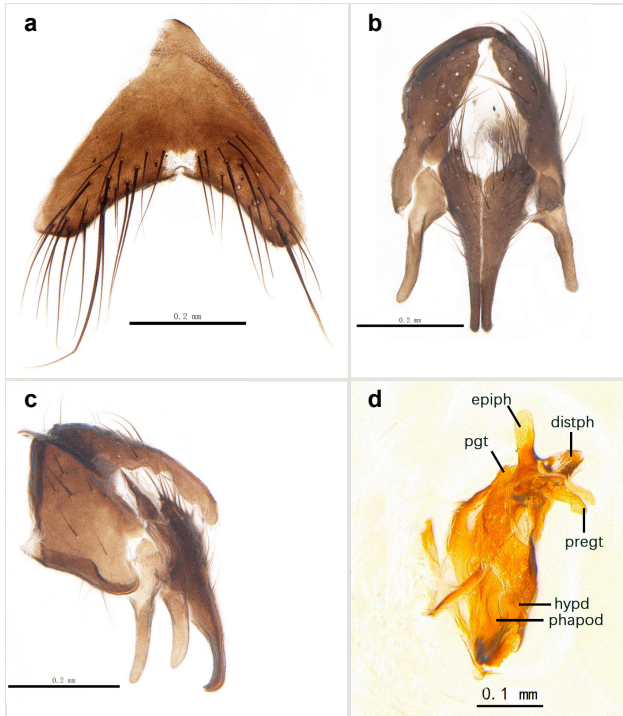 a
0.2 mm
b
0.2 mm
c
0.2 mm
d
epiph
distph
pgt
pregt
hypd
phapod
0.1 mm